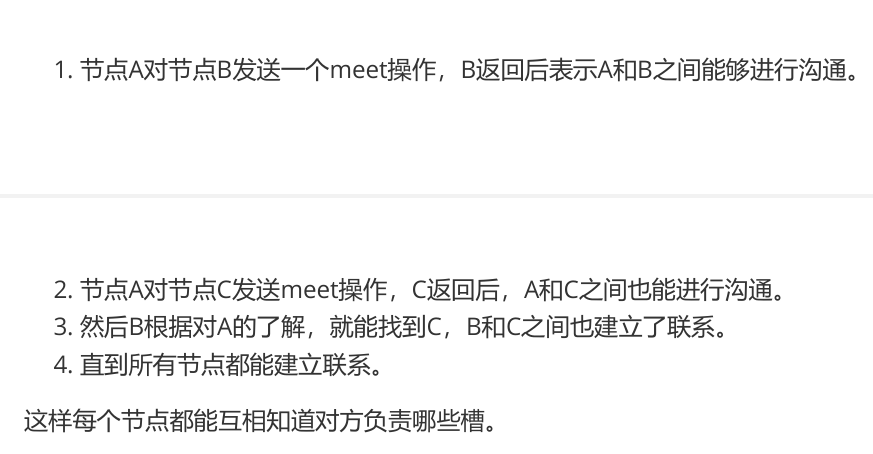 1. 节点A对节点B发送一个meet操作，B返回后表示A和B之间能够进行沟通。
2. 节点A对节点C发送meet操作，C返回后，A和C之间也能进行沟通。
3. 然后B根据对A的了解，就能找到C，B和C之间也建立了联系。
4. 直到所有节点都能建立联系。
这样每个节点都能互相知道对方负责哪些槽。